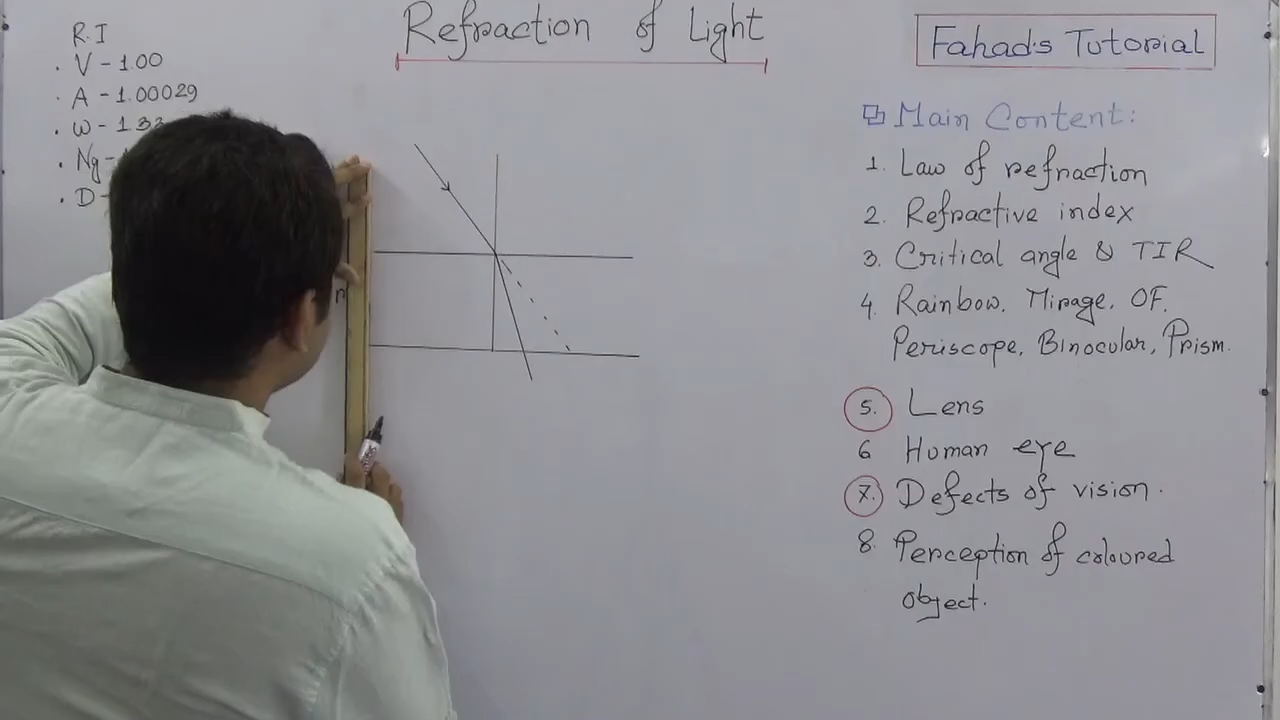 Refraction of Light
R.I
. V - 1.00
. A - 1.00029
. W - 1.33
. Ng -
. D -
n
Fahad's Tutorial
Main Content:
1. Law of refraction
2. Refractive index
3. Critical angle & TIR
4. Rainbow. Mirage. OF.
Periscope, Binocular, Prism.
5. Lens
6 Human eye
7. Defects of vision.
8. Perception of coloured
object.